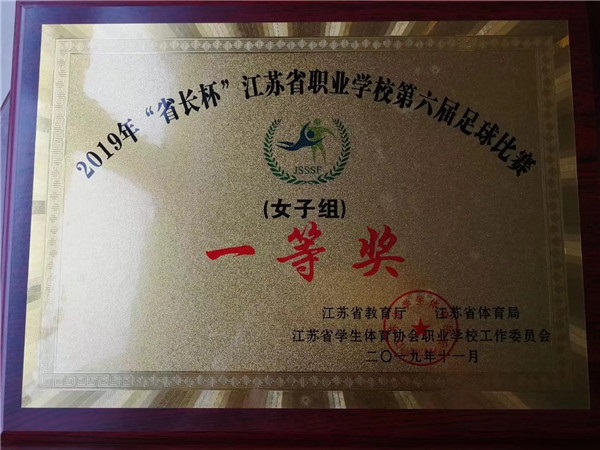 2019年“省长杯”江苏省职业学校第六届足球比赛
JSSSF
(女子组)
一等奖
江苏省教育厅 江苏省体育局
江苏省学生体育协会职业学校工作委员会
二〇一九年十一月